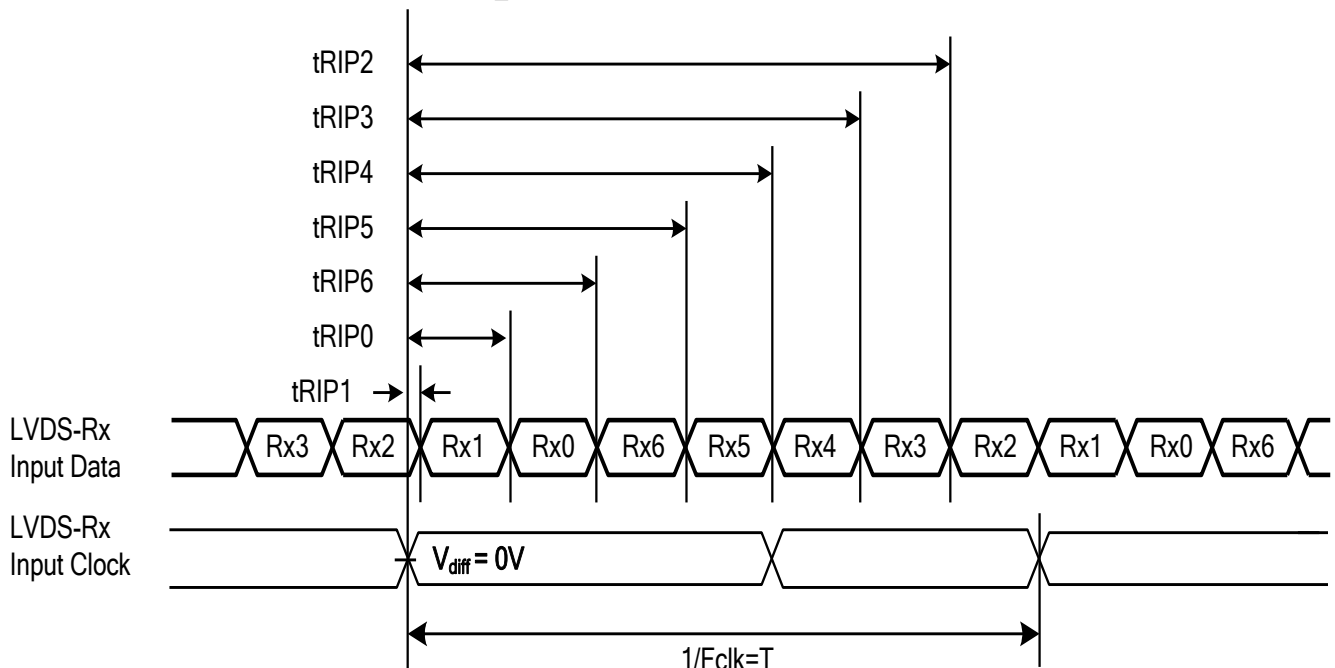 tRIP2
tRIP3
tRIP4
tRIP5
tRIP6
tRIP0
tRIP1
LVDS-Rx
Input Data
Rx3 Rx2 Rx1 Rx0 Rx6 Rx5 Rx4 Rx3 Rx2 Rx1 Rx0 Rx6
LVDS-Rx
Input Clock
Vdiff = 0V
1/Fclk=T